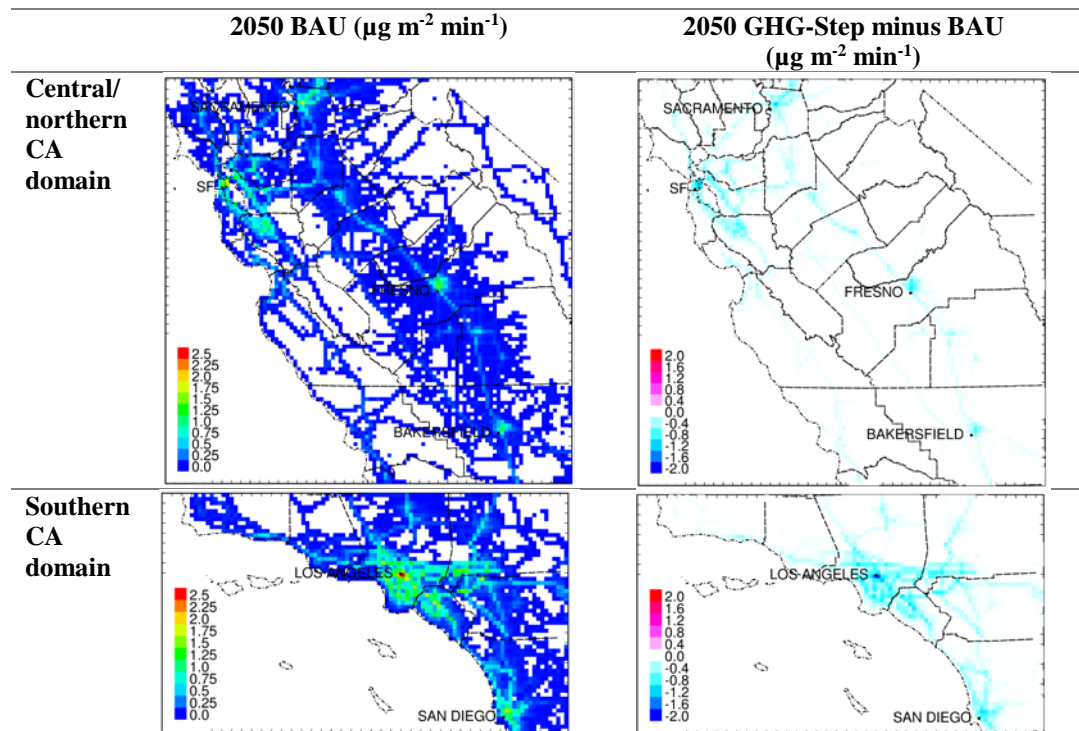 2050 BAU (µg m-2 min-1)
2050 GHG-Step minus BAU
(µg m-2 min-1)
Central/
northern
CA
domain
SACRAMENTO
SF
FRESNO
BAKERSFIELD
2.5
2.25
2.0
1.75
1.5
1.25
1.0
0.75
0.5
0.25
0.0
SACRAMENTO
SF
FRESNO
BAKERSFIELD
2.0
1.6
1.2
0.8
0.4
0.0
-0.4
-0.8
-1.2
-1.6
-2.0
Southern
CA
domain
LOS ANGELES
SAN DIEGO
2.5
2.25
2.0
1.75
1.5
1.25
1.0
0.75
0.5
0.25
0.0
LOS ANGELES
SAN DIEGO
2.0
1.6
1.2
0.8
0.4
0.0
-0.4
-0.8
-1.2
-1.6
-2.0